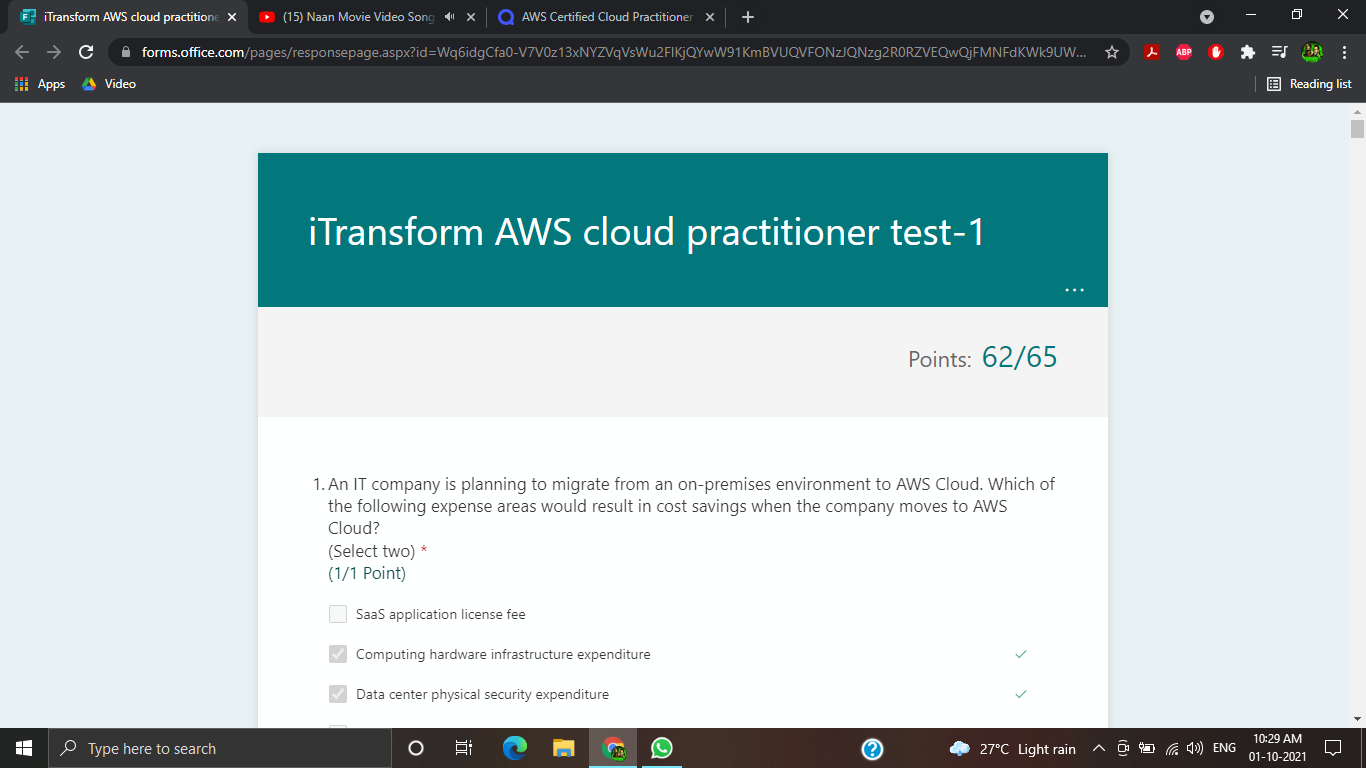 iTransform AWS cloud practitione
(15) Naan Movie Video Song
AWS Certified Cloud Practitioner
forms.office.com/pages/responsepage.aspx?id=Wq6idgCfa0-V7V0z13xNYZVqVsWu2FlKjQYwW91KmBVUQVFONzJQNzg2R0RZVEQwQjFMNFdKWk9UW...
ABP
Apps
Video
Reading list
iTransform AWS cloud practitioner test-1
...
Points: 62/65
1. An IT company is planning to migrate from an on-premises environment to AWS Cloud. Which of
the following expense areas would result in cost savings when the company moves to AWS
Cloud?
(Select two) *
(1/1 Point)
SaaS application license fee
Computing hardware infrastructure expenditure
Data center physical security expenditure
Type here to search
27°C Light rain
ENG
10:29 AM
01-10-2021